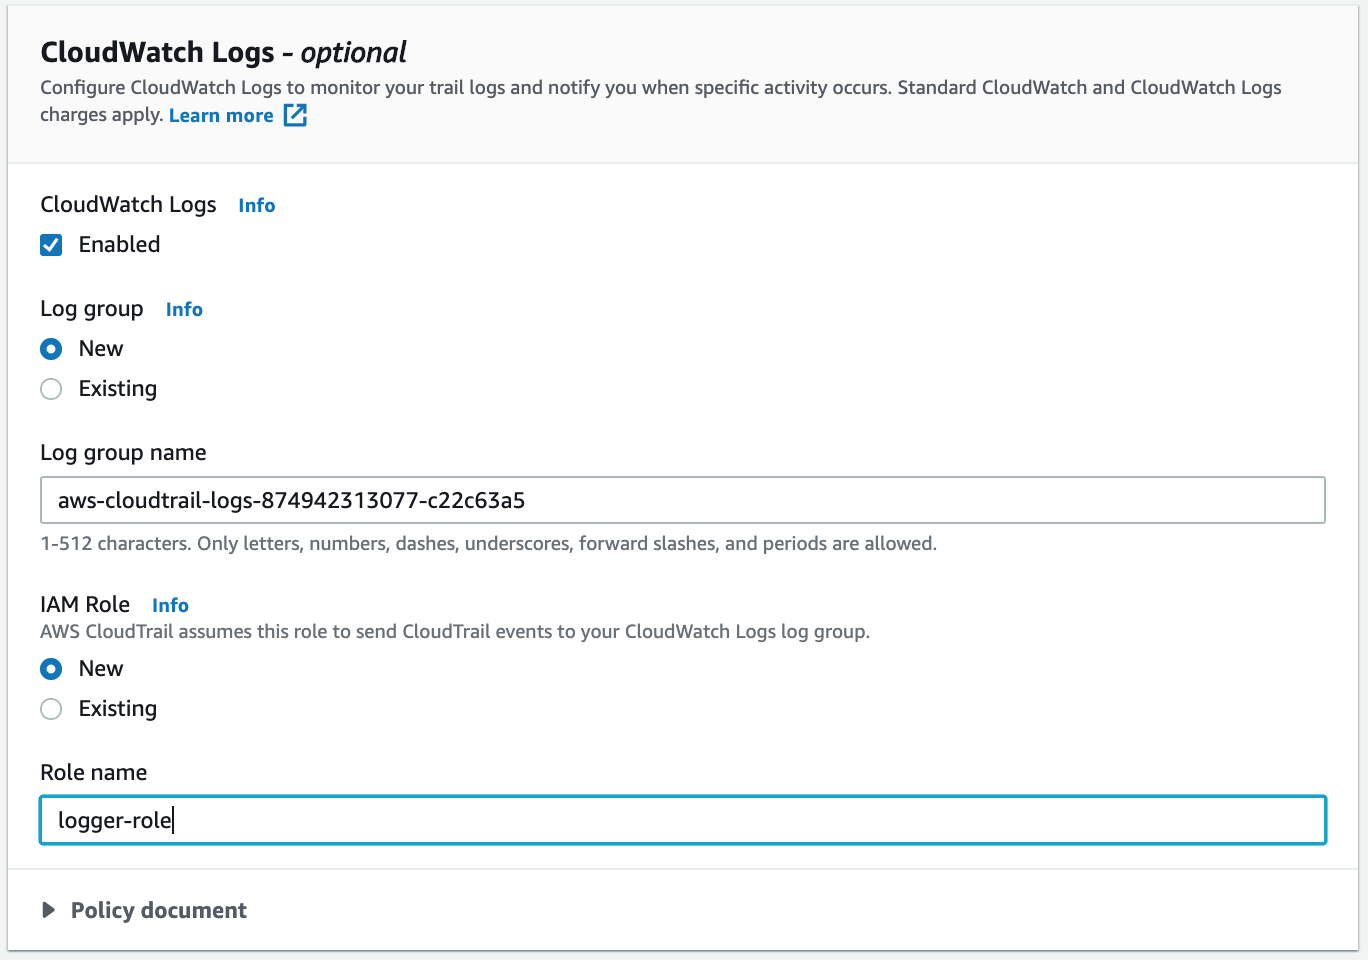 CloudWatch Logs - optional
Configure CloudWatch Logs to monitor your trail logs and notify you when specific activity occurs. Standard CloudWatch and CloudWatch Logs
charges apply. Learn more
CloudWatch Logs Info
Enabled
Log group Info
New
Existing
Log group name
aws-cloudtrail-logs-874942313077-c22c63a5
1-512 characters. Only letters, numbers, dashes, underscores, forward slashes, and periods are allowed.
IAM Role Info
AWS CloudTrail assumes this role to send CloudTrail events to your CloudWatch Logs log group.
New
Existing
Role name
logger-role
Policy document